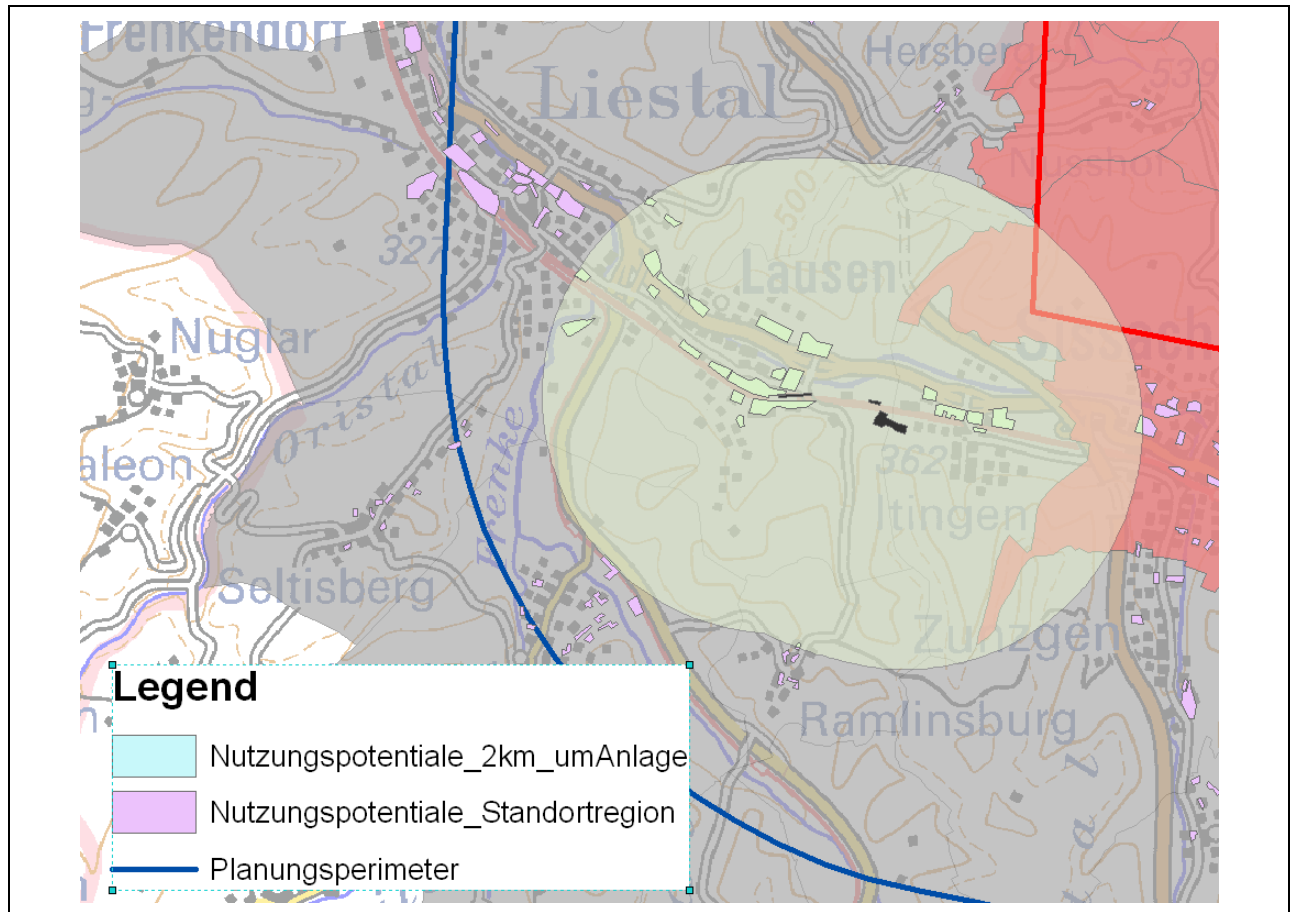 Frenkendorf
Hersberg
539
Liestal
Nusshof
500
327
Lausen
Nuglar
Sissach
Oristal
Frenke
362
Itingen
Seltisberg
Zunzgen
Ramlinsburg
Legend
Nutzungspotentiale_2km_umAnlage
Nutzungspotentiale_Standortregion
Planungsperimeter